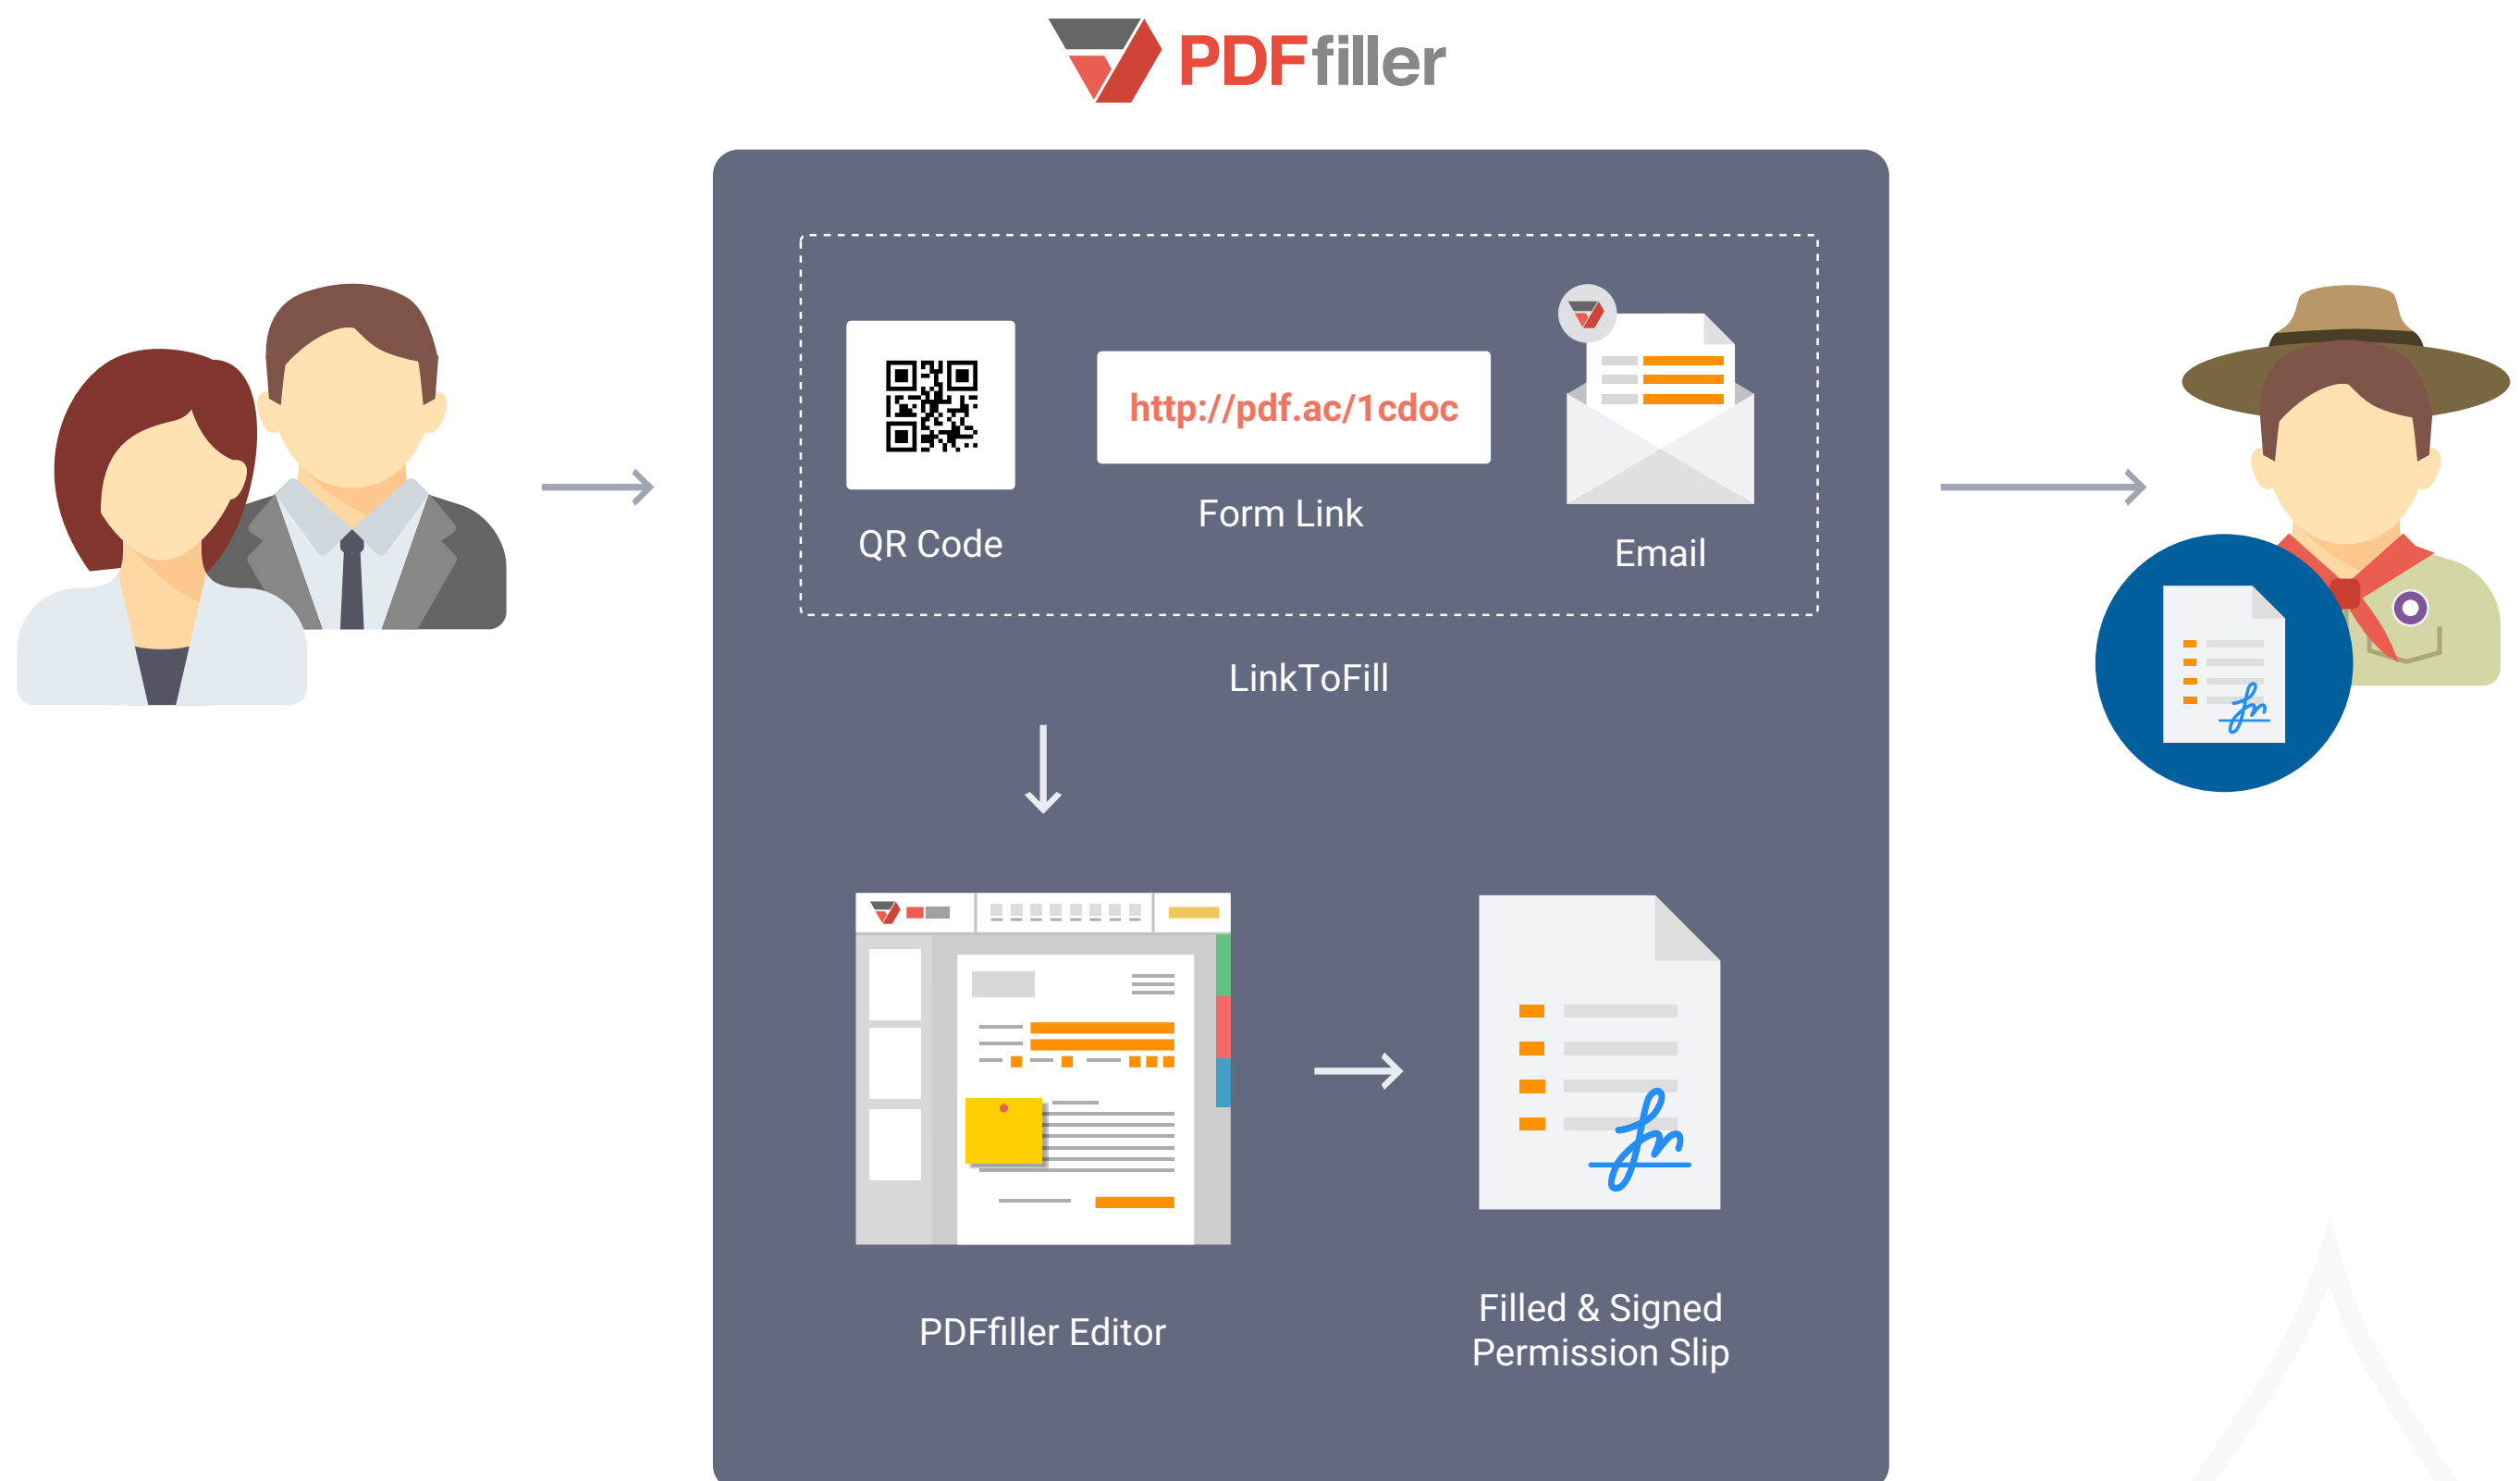 PDFfiller
http://pdf.ac/1cdoc
QR Code
Form Link
Email
LinkToFill
PDFfiller Editor
Filled & Signed
Permission Slip